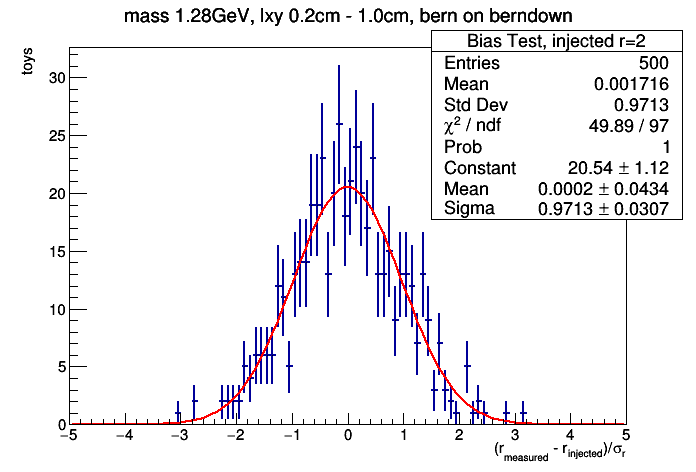 mass 1.28GeV, lxy 0.2cm - 1.0cm, bern on berndown
toys
Bias Test, injected r=2
Entries 500
Mean 0.001716
Std Dev 0.9713
χ² / ndf 49.89 / 97
Prob 1
Constant 20.54 ± 1.12
Mean 0.0002 ± 0.0434
Sigma 0.9713 ± 0.0307
30
25
20
15
10
5
0
−5 −4 −3 −2 −1 0 1 2 3 4 5
(r_measured - r_injected)/σ_r